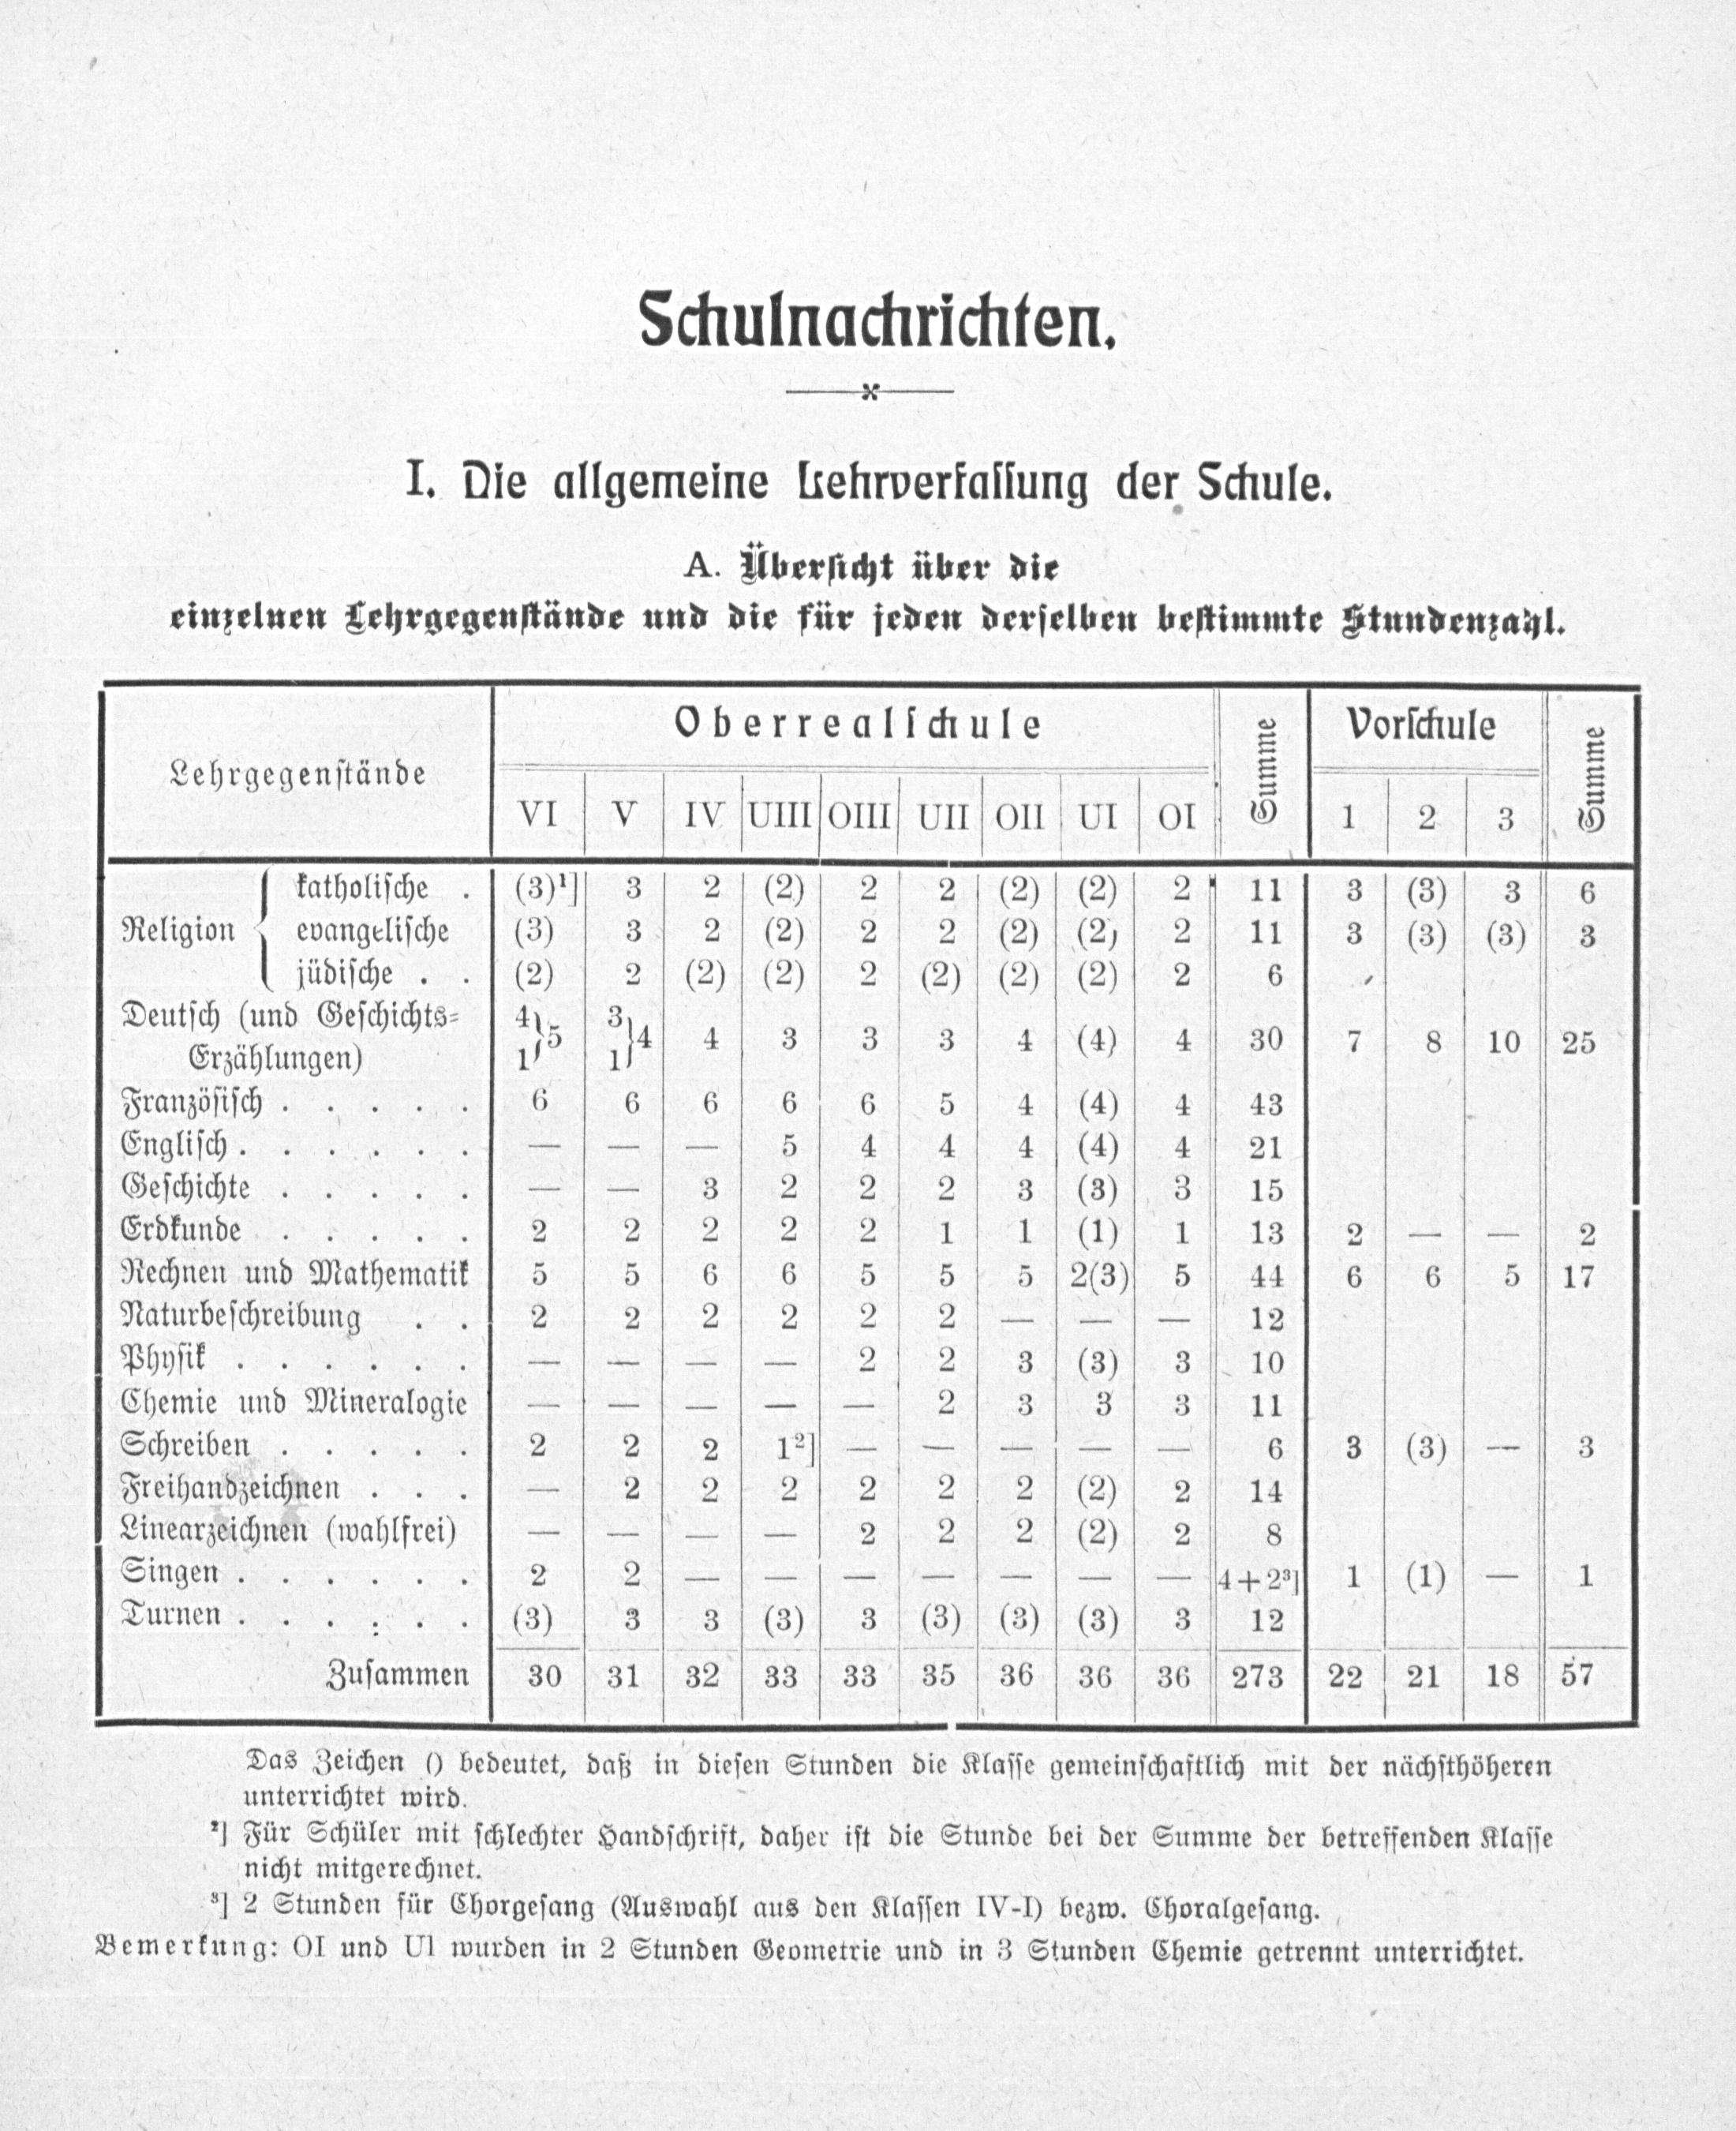 Schulnachrichten.
I. Die allgemeine Lehrverfassung der Schule.
A. Übersicht über die
einzelnen Lehrgegenstände und die für jeden derselben bestimmte Stundenzahl.
Lehrgegenstände Oberrealschule Summe Vorschule Summe
VI V IV UIII OIII UII OII UI OI 1 2 3
Religion { katholische . (3)¹] 3 2 (2) 2 2 (2) (2) 2 11 3 (3) 3 6
evangelische (3) 3 2 (2) 2 2 (2) (2) 2 11 3 (3) (3) 3
jüdische . . (2) 2 (2) (2) 2 (2) (2) (2) 2 6
Deutsch (und Geschichts- 4}5 3}4 4 3 3 3 4 (4) 4 30 7 8 10 25
Erzählungen) 1 1
Französisch . . . . . 6 6 6 6 6 5 4 (4) 4 43
Englisch . . . . . . — — — 5 4 4 4 (4) 4 21
Geschichte . . . . . — — 3 2 2 2 3 (3) 3 15
Erdkunde . . . . . 2 2 2 2 2 1 1 (1) 1 13 2 — — 2
Rechnen und Mathematik 5 5 6 6 5 5 5 2(3) 5 44 6 6 5 17
Naturbeschreibung . . 2 2 2 2 2 2 — — — 12
Physik . . . . . . — — — — 2 2 3 (3) 3 10
Chemie und Mineralogie — — — — — 2 3 3 3 11
Schreiben . . . . . 2 2 2 1²] — — — — — 6 3 (3) — 3
Freihandzeichnen . . . — 2 2 2 2 2 2 (2) 2 14
Linearzeichnen (wahlfrei) — — — — 2 2 2 (2) 2 8
Singen . . . . . . 2 2 — — — — — — — 4+2³] 1 (1) — 1
Turnen . . . . . . (3) 3 3 (3) 3 (3) (3) (3) 3 12
Zusammen 30 31 32 33 33 35 36 36 36 273 22 21 18 57
Das Zeichen () bedeutet, daß in diesen Stunden die Klasse gemeinschaftlich mit der nächsthöheren
unterrichtet wird.
²] Für Schüler mit schlechter Handschrift, daher ist die Stunde bei der Summe der betreffenden Klasse
nicht mitgerechnet.
³] 2 Stunden für Chorgesang (Auswahl aus den Klassen IV-I) bezw. Choralgesang.
Bemerkung: OI und UI wurden in 2 Stunden Geometrie und in 3 Stunden Chemie getrennt unterrichtet.